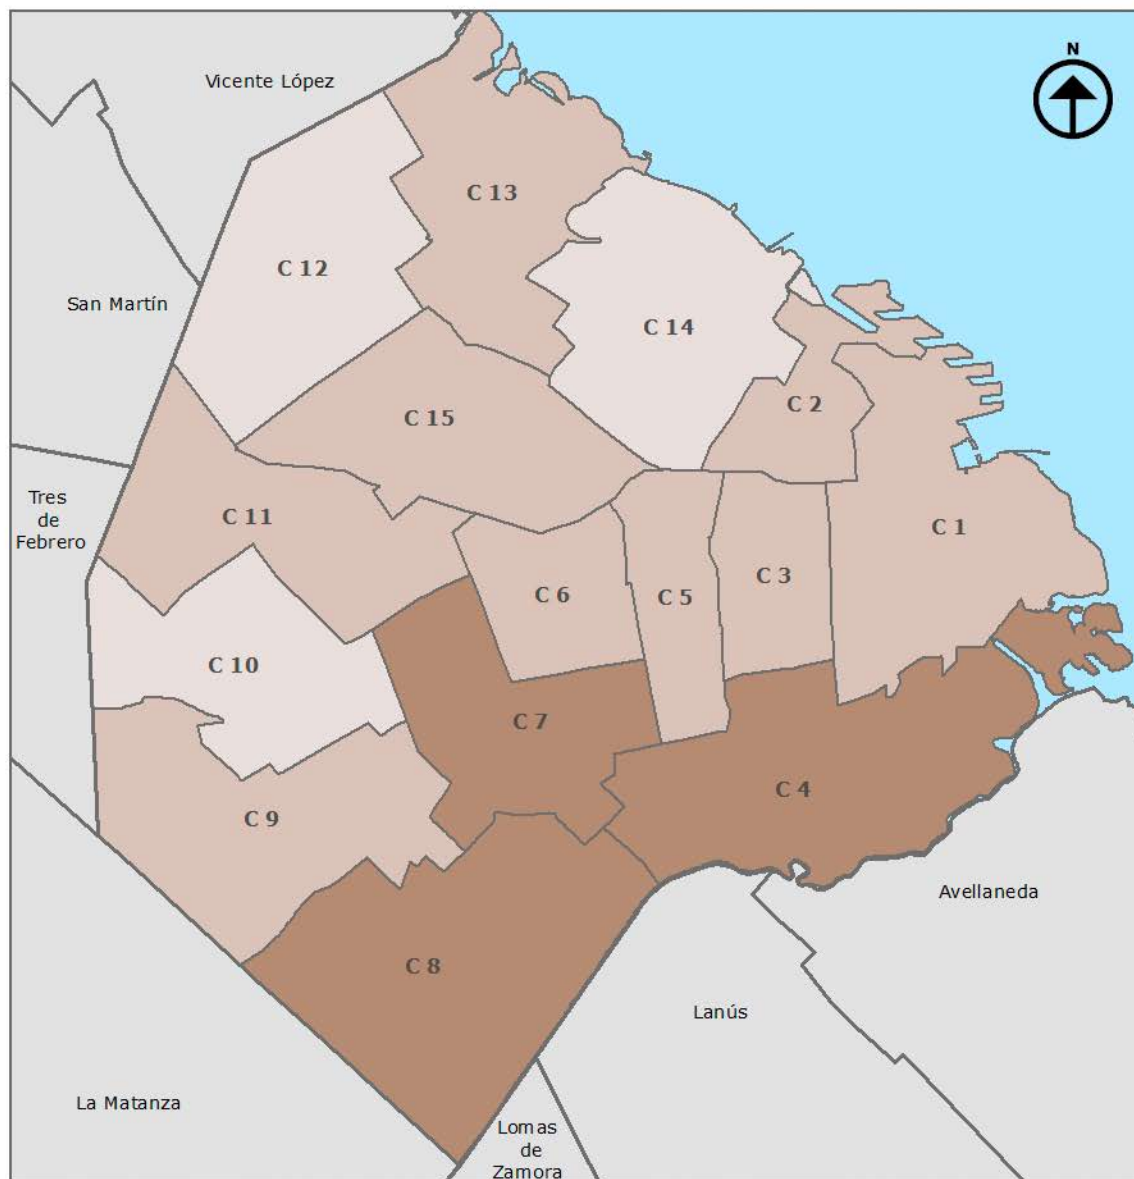 N
Vicente López
C 13
C 12
San Martín
C 14
C 2
C 15
Tres
de
Febrero
C 11
C 1
C 3
C 6
C 5
C 10
C 7
C 4
C 9
Avellaneda
C 8
Lanús
La Matanza
Lomas
de
Zamora